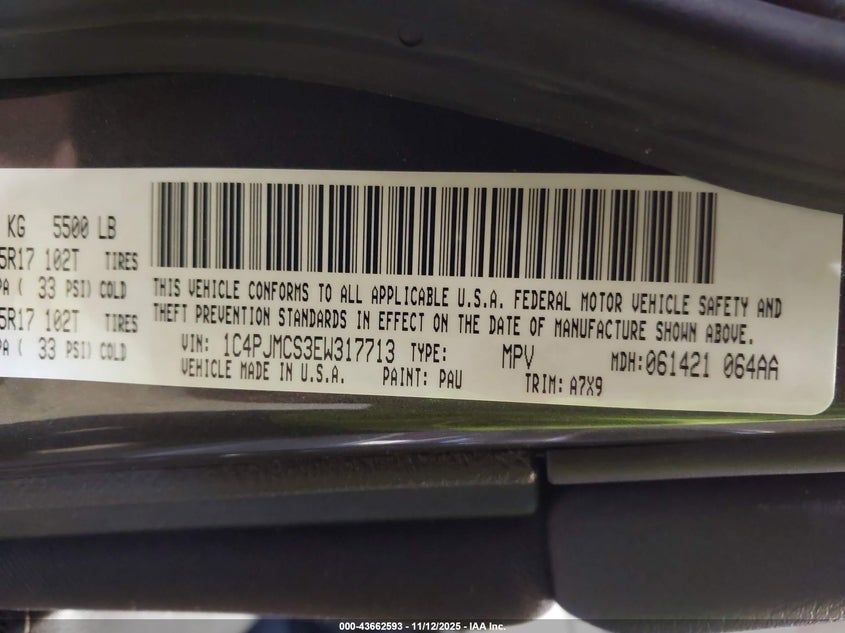 KG 5500 LB
5R17 102T TIRES
PA ( 33 PSI) COLD
5R17 102T TIRES
PA ( 33 PSI) COLD
THIS VEHICLE CONFORMS TO ALL APPLICABLE U.S.A. FEDERAL MOTOR VEHICLE SAFETY AND
THEFT PREVENTION STANDARDS IN EFFECT ON THE DATE OF MANUFACTURE SHOWN ABOVE.
VIN: 1C4PJMCS3EW317713 TYPE: MPV MDH:061421 064AA
VEHICLE MADE IN U.S.A. PAINT: PAU TRIM: A7X9
000-43662593 - 11/12/2025 - IAA Inc.